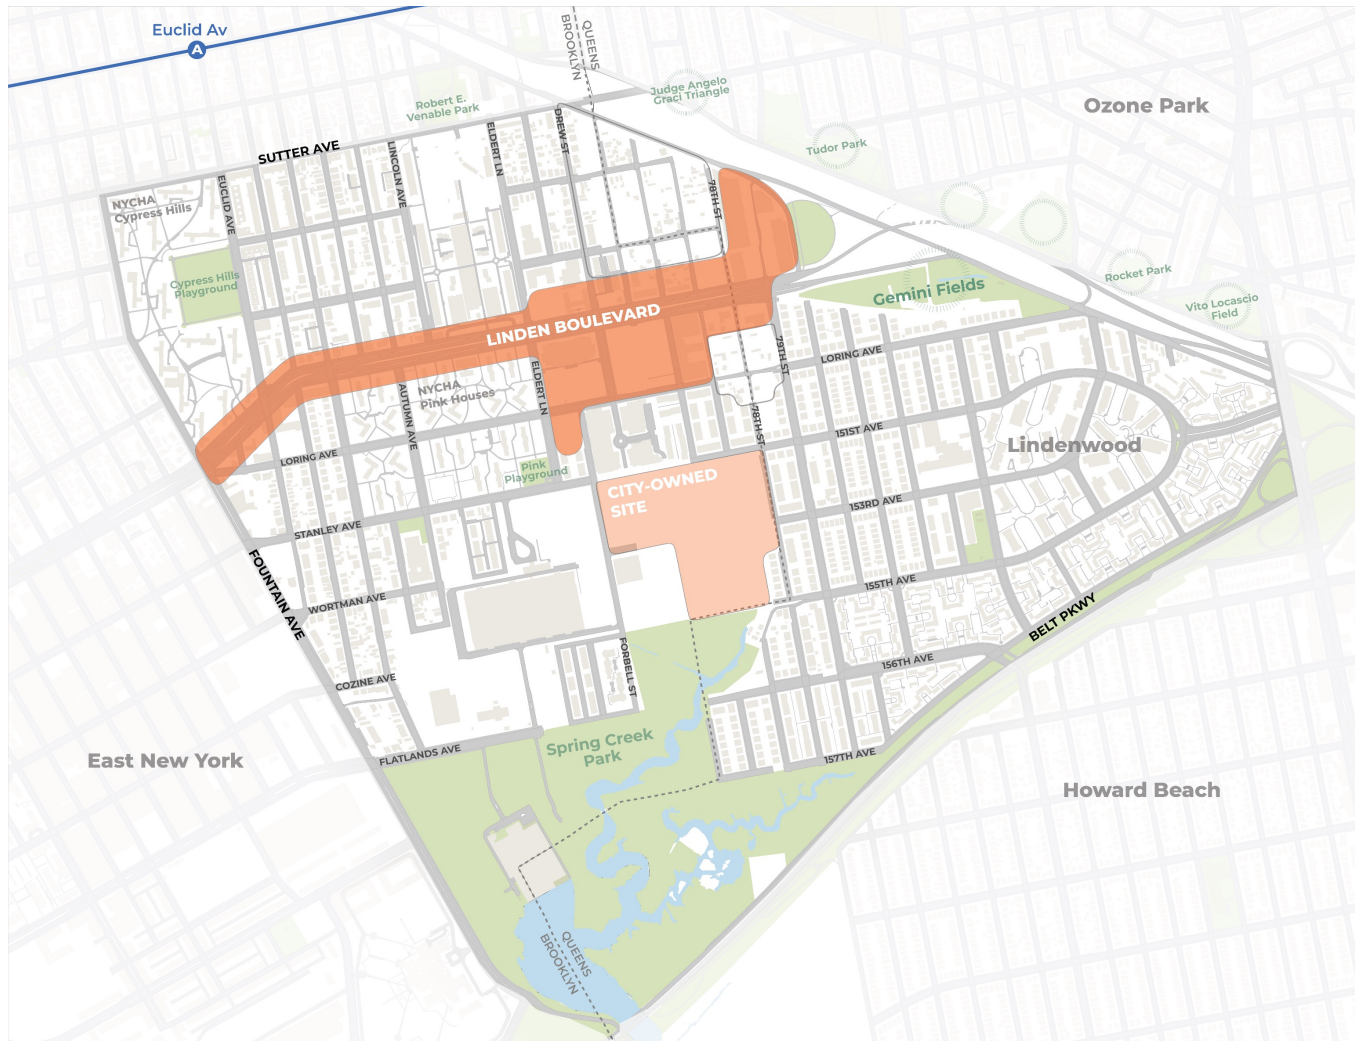 Euclid Av
A
QUEENS
BROOKLYN
Judge Angelo
Graci Triangle
Ozone Park
Robert E.
Venable Park
Tudor Park
SUTTER AVE
LINCOLN AVE
ELDERT LN
DREW ST
EUCLID AVE
78TH ST
NYCHA
Cypress Hills
Cypress Hills
Playground
Rocket Park
Gemini Fields
Vito Locascio
Field
LINDEN BOULEVARD
79TH ST
LORING AVE
ELDERT LN
NYCHA
Pink Houses
AUTUMN AVE
78TH ST
151ST AVE
Lindenwood
LORING AVE
Pink
Playground
CITY-OWNED
SITE
153RD AVE
STANLEY AVE
FOUNTAIN AVE
155TH AVE
WORTMAN AVE
BELT PKWY
FORBELL ST
156TH AVE
COZINE AVE
Spring Creek
Park
FLATLANDS AVE
157TH AVE
East New York
Howard Beach
QUEENS
BROOKLYN